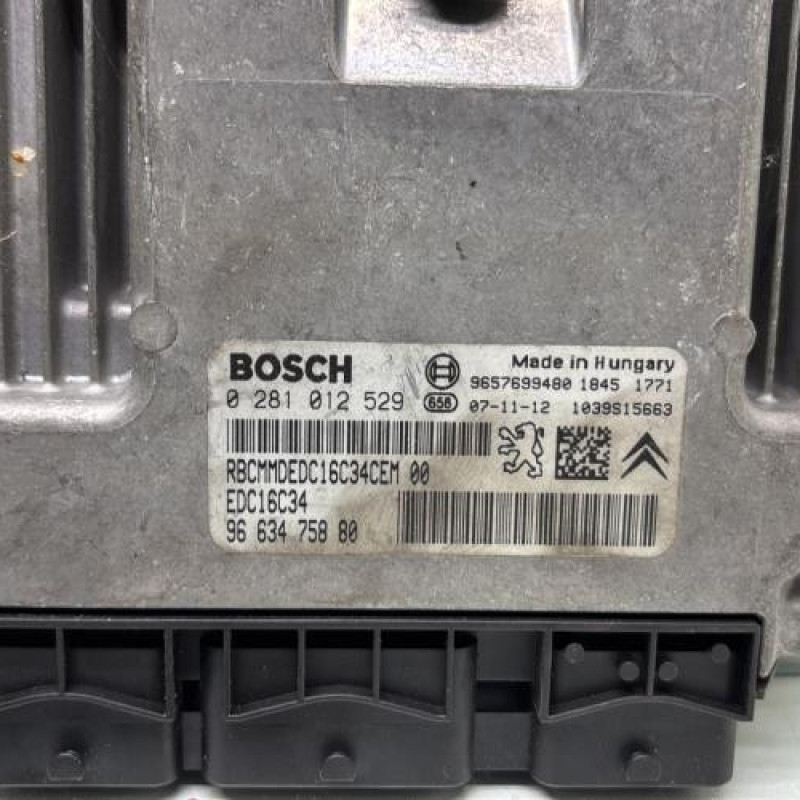 BOSCH
Made in Hungary
9657699480 1845 1771
0 281 012 529
658 07-11-12 1039S15663
RBCMMDEDC16C34CEM 00
EDC16C34
96 634 758 80